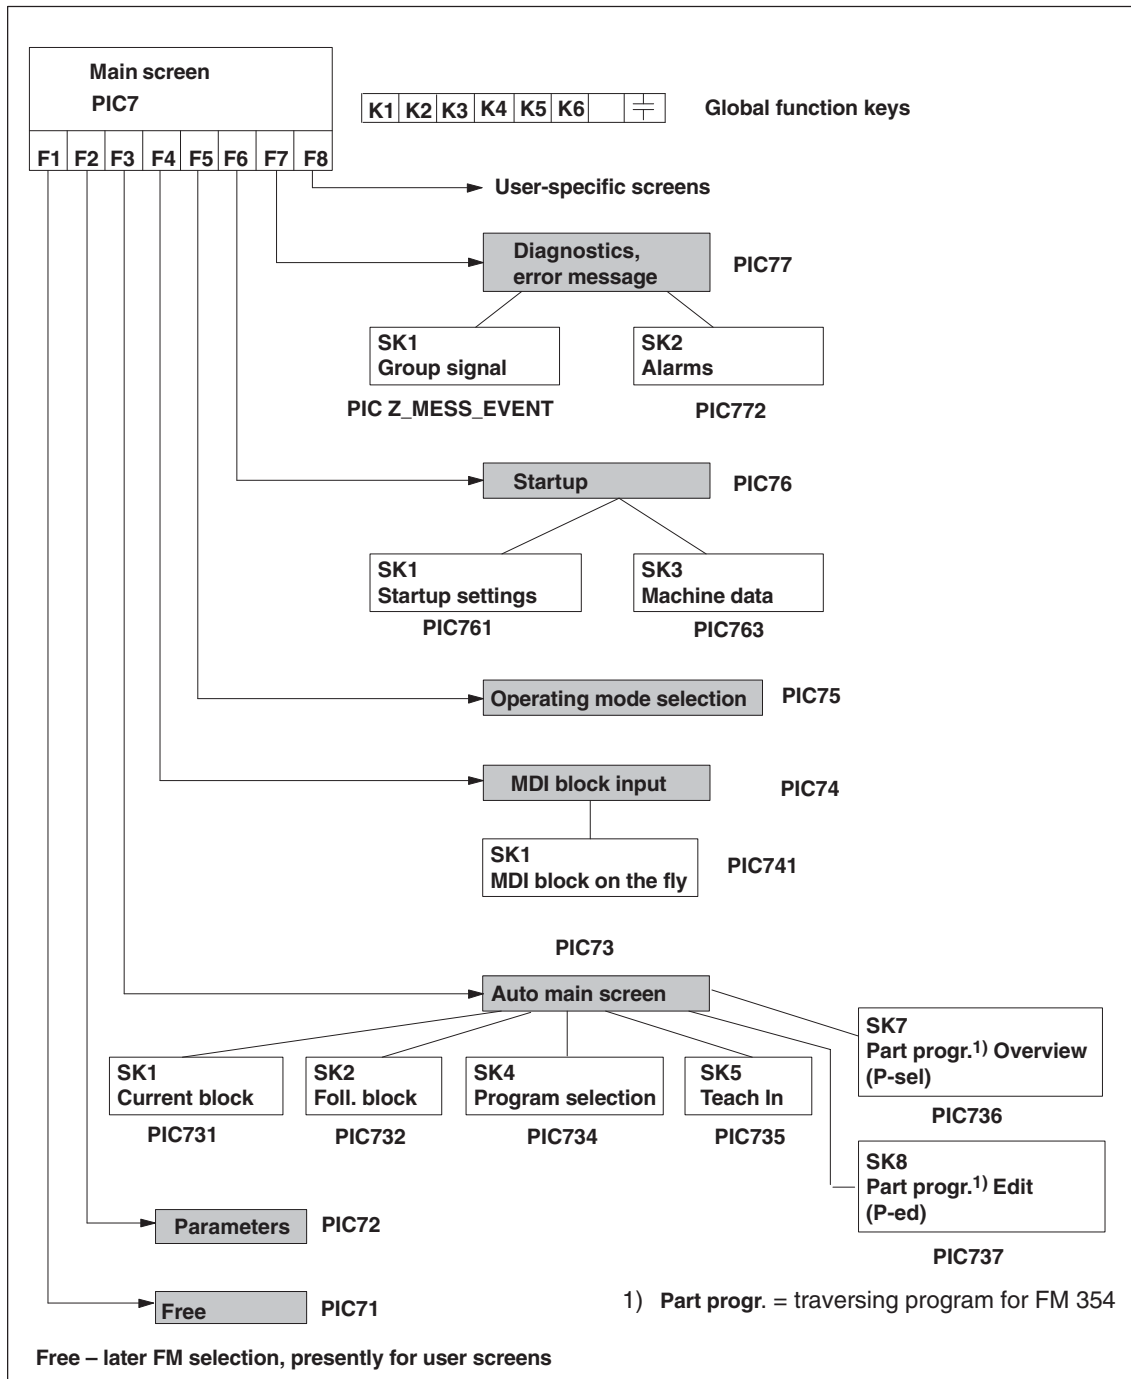 Main screen
PIC7
K1 K2 K3 K4 K5 K6
Global function keys
F1 F2 F3 F4 F5 F6 F7 F8
User-specific screens
Diagnostics,
error message
PIC77
SK1
Group signal
SK2
Alarms
PIC Z_MESS_EVENT
PIC772
Startup
PIC76
SK1
Startup settings
SK3
Machine data
PIC761
PIC763
Operating mode selection
PIC75
MDI block input
PIC74
SK1
MDI block on the fly
PIC741
PIC73
Auto main screen
SK7
Part progr.1) Overview
(P-sel)
PIC736
SK1
Current block
SK2
Foll. block
SK4
Program selection
SK5
Teach In
PIC731
PIC732
PIC734
PIC735
SK8
Part progr.1) Edit
(P-ed)
PIC737
Parameters
PIC72
Free
PIC71
1) Part progr. = traversing program for FM 354
Free – later FM selection, presently for user screens